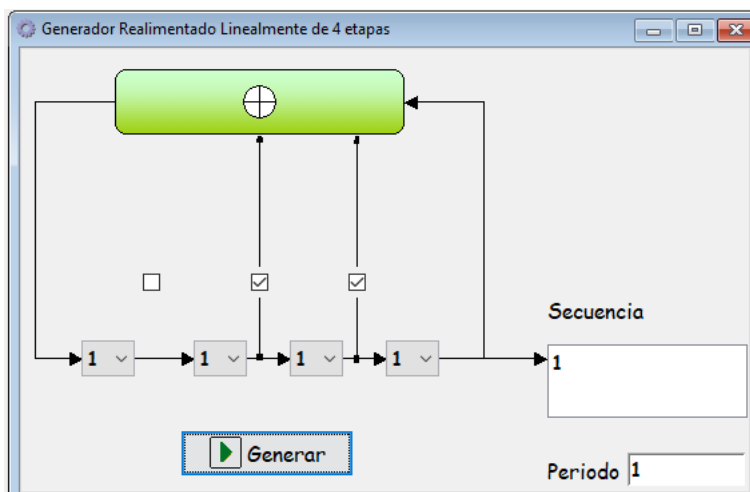 Generador Realimentado Linealmente de 4 etapas
1 1 1 1
Secuencia
1
Generar
Periodo 1